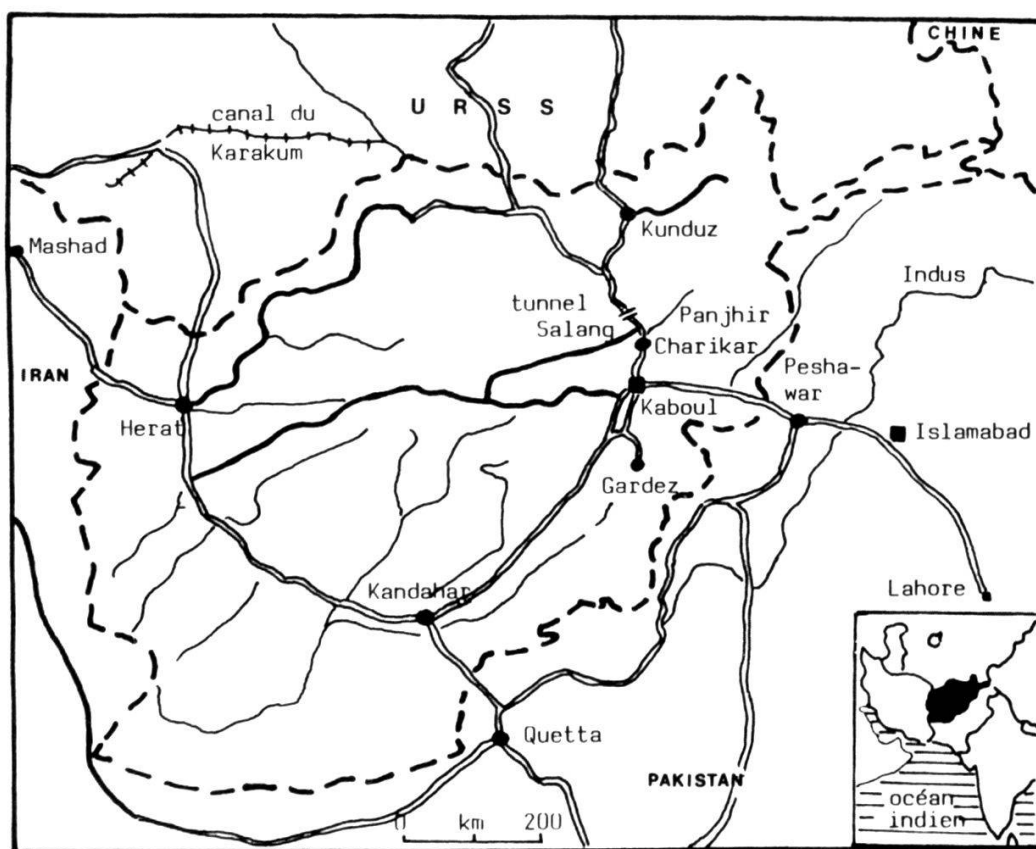 CHINE
URSS
canal du
Karakum
Mashad
Kunduz
Indus
tunnel
Salang
Panjhir
Charikar
Pesha-
war
IRAN
Herat
Kaboul
Islamabad
Gardez
Kandahar
Lahore
Quetta
PAKISTAN
0 km 200
océan
indien